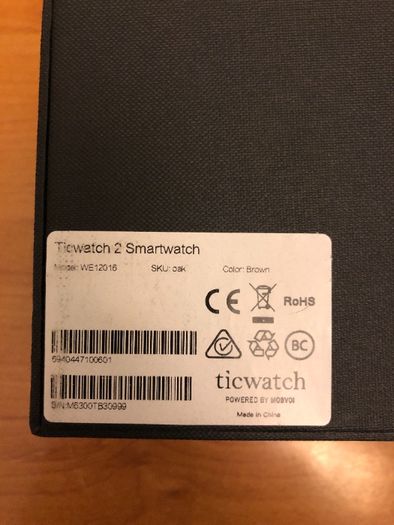 Ticwatch 2 Smartwatch
Model: WE12016 SKU: oak Color: Brown
CE RoHS
6940447100601
BC
ticwatch
POWERED BY MOBVOI
S/N:M6300TB30999
Made in China